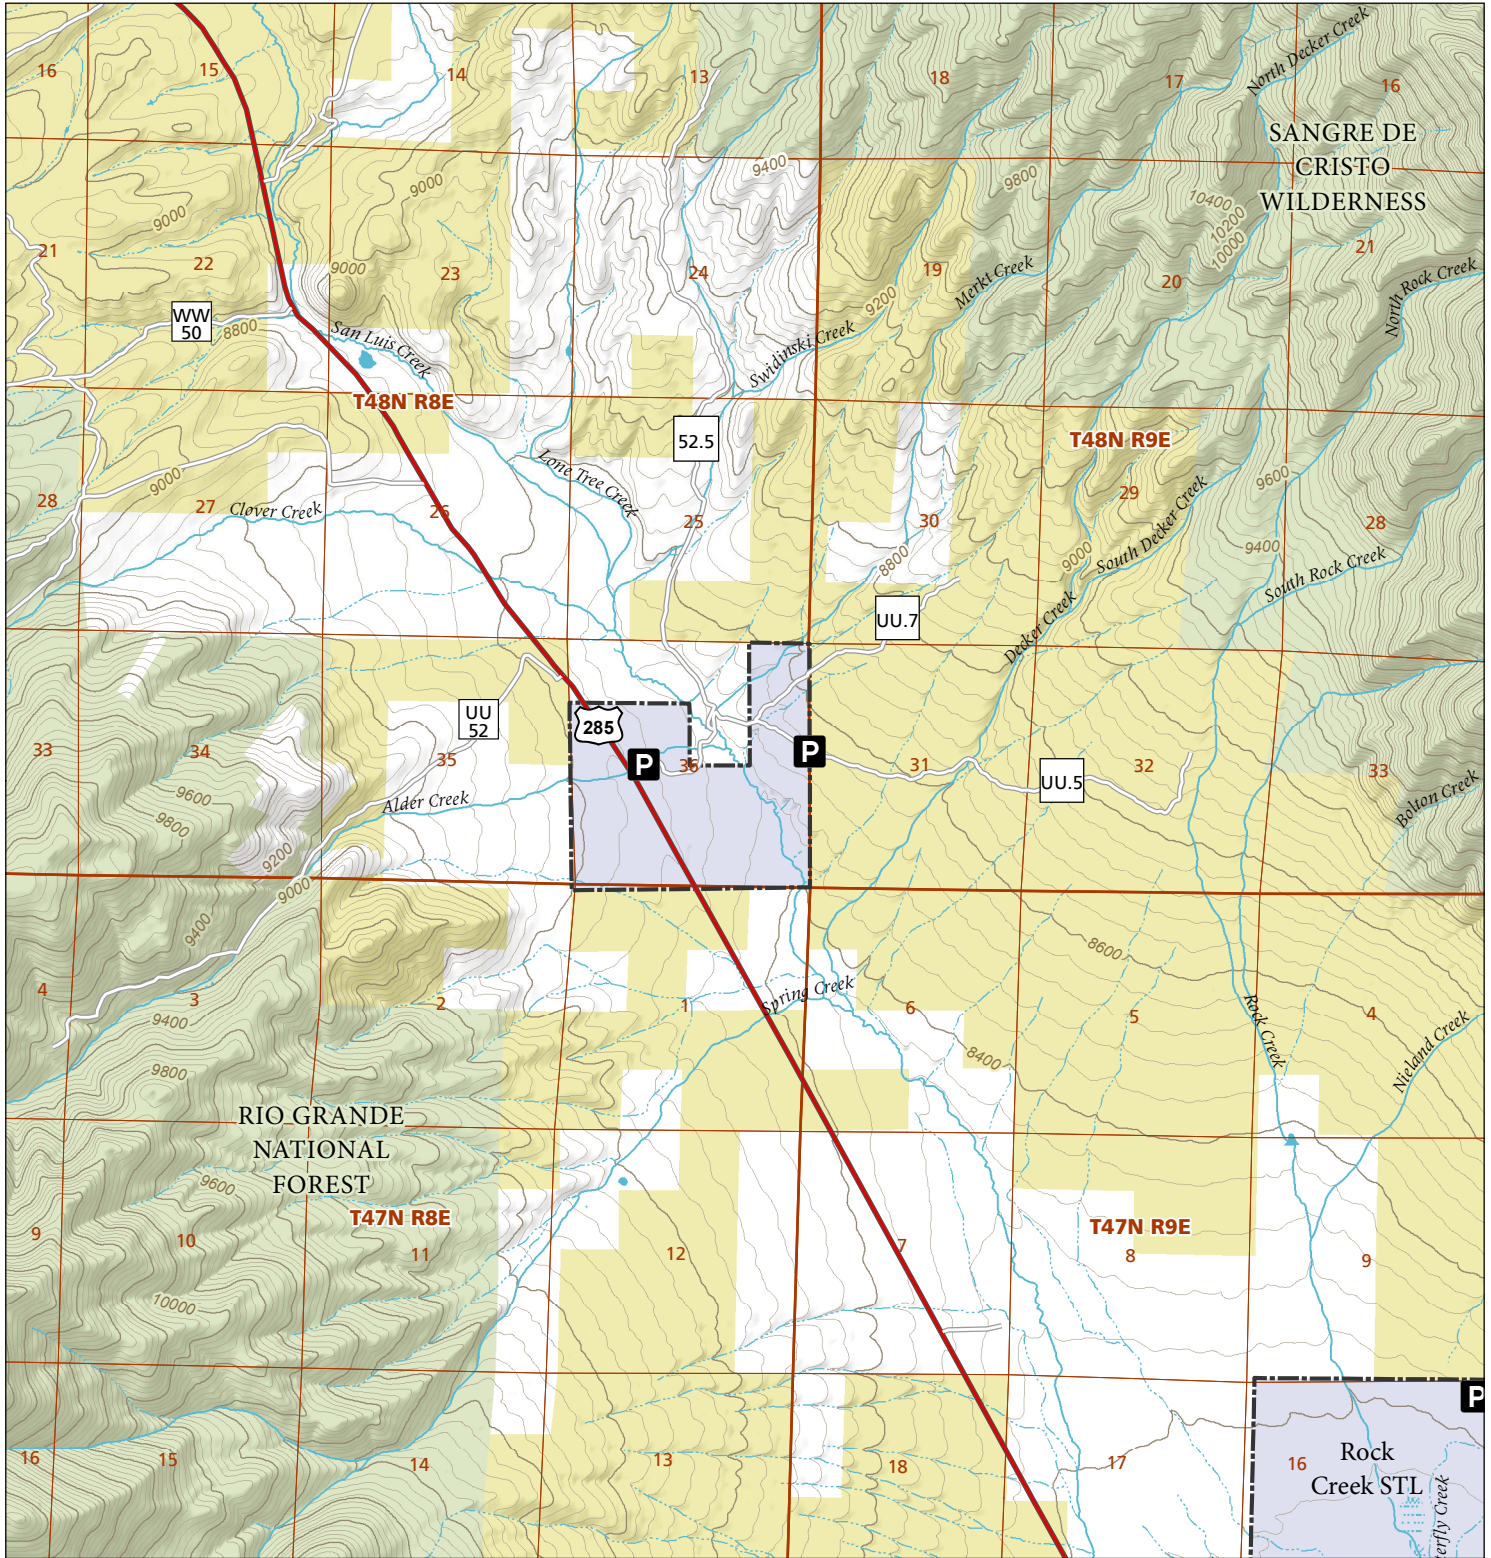 16
15
14
13
18
17
North Decker Creek
16
SANGRE DE
CRISTO
WILDERNESS
9400
9800
9000
9000
10400
10200
10000
21
22
9000
23
24
19
Merkt Creek
20
21
North Rock Creek
9200
WW
50
8800
San Luis Creek
Swidinski Creek
T48N R8E
52.5
T48N R9E
9000
Lone Tree Creek
9600
28
27
Clover Creek
26
25
30
29
South Decker Creek
28
9400
8800
9000
South Rock Creek
UU.7
Decker Creek
UU
52
285
33
34
35
P
36
P
31
UU.5
32
33
9600
Alder Creek
Bolton Creek
9800
9200
9000
9400
8600
4
3
2
1
Spring Creek
6
5
Rock Creek
4
9400
Nieland Creek
8400
9800
RIO GRANDE
NATIONAL
FOREST
9600
T47N R8E
T47N R9E
9
10
11
12
7
8
9
10000
P
16
15
14
13
18
17
16
Rock
Creek STL
erfly Creek